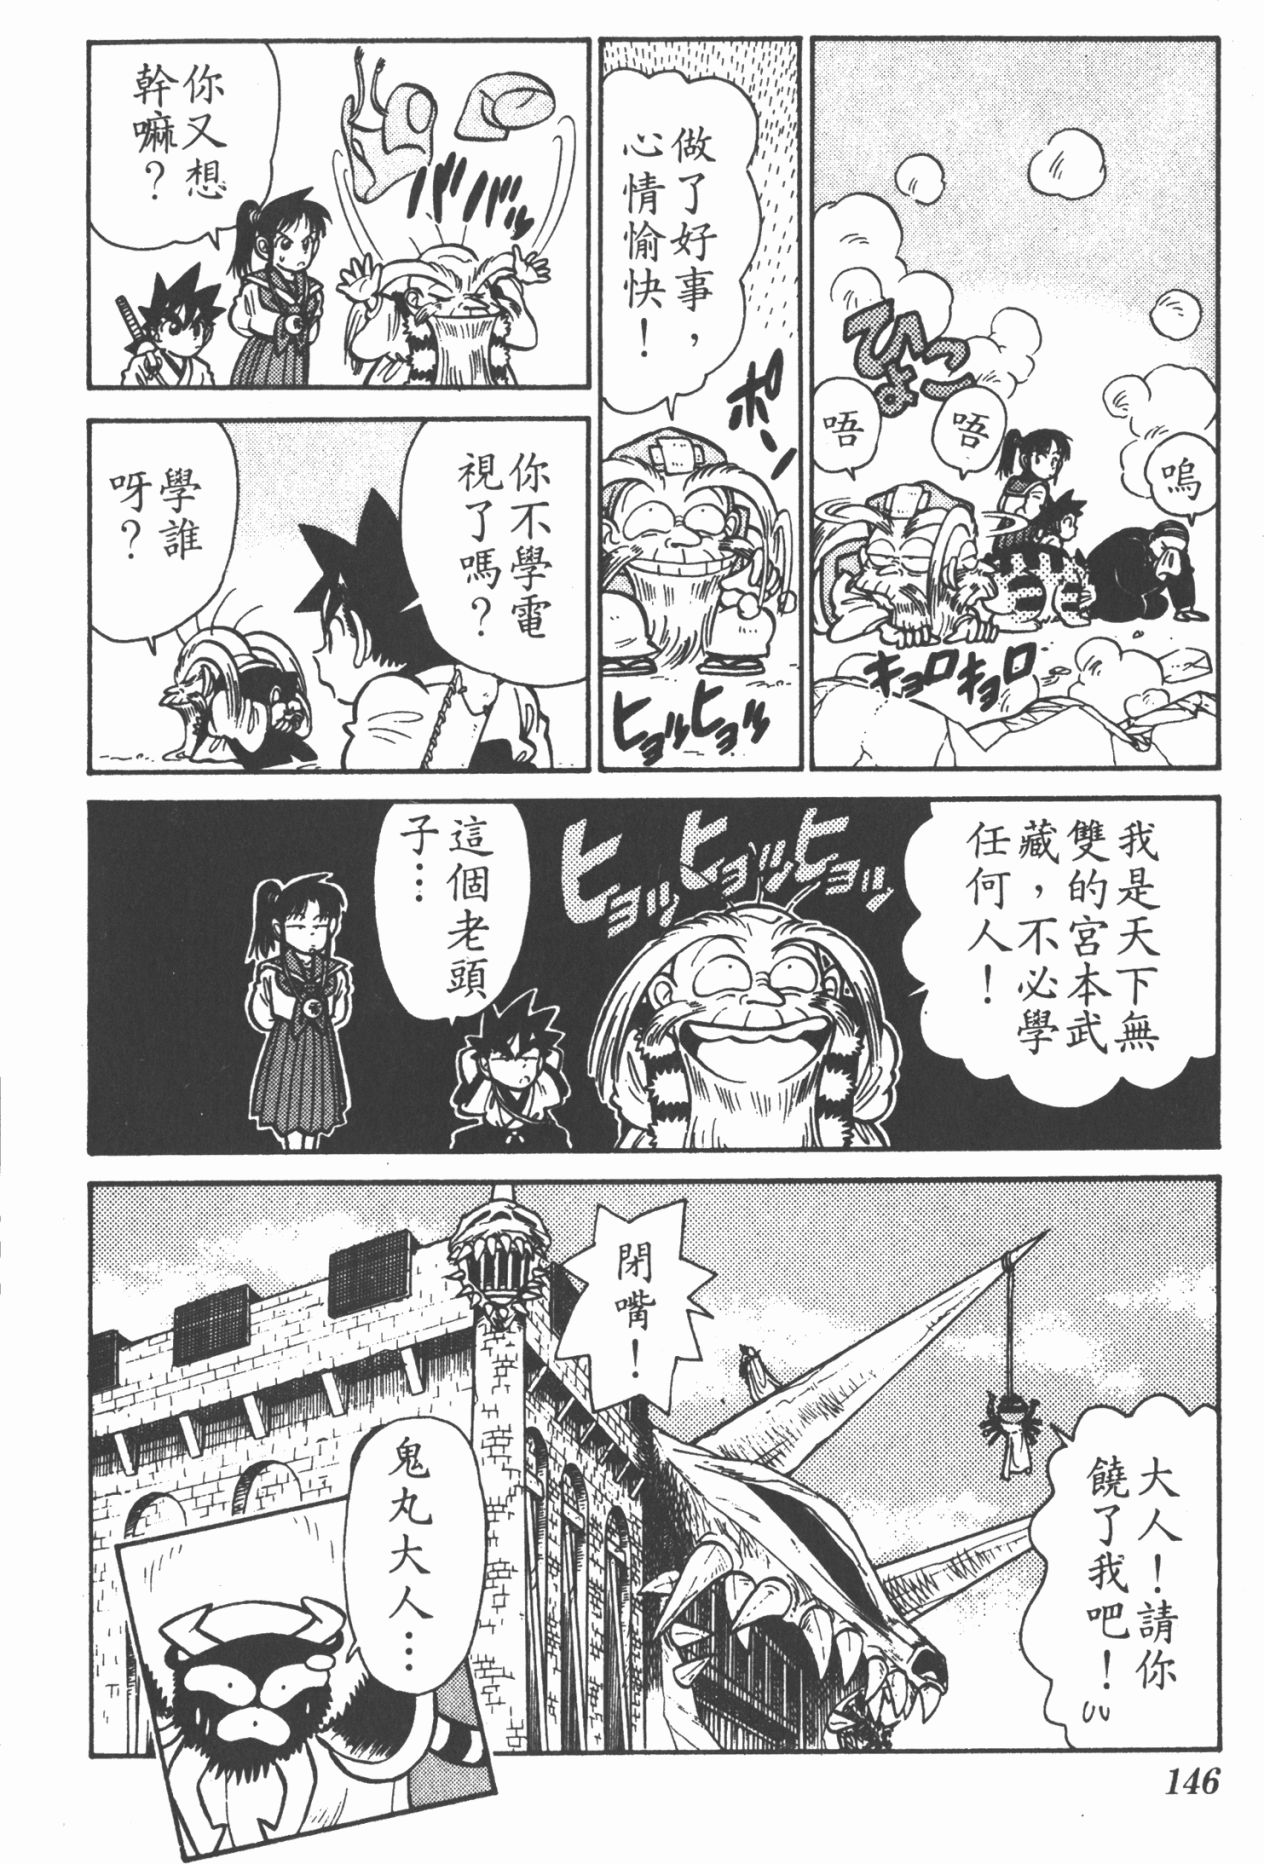 嗚
唔
唔
ひょこ
キョロキョロ
做了好事，
心情愉快！
ポン
ヒョッヒョッ
你又想
幹嘛？
バババッ
你不學電
視了嗎？
學誰
呀？
我是天下無
雙的宮本武
藏，不必學
任何人！
ヒョッヒョッヒョッ
這個老頭
子…
大人！請你
饒了我吧！
閉嘴！
鬼丸大人…
146